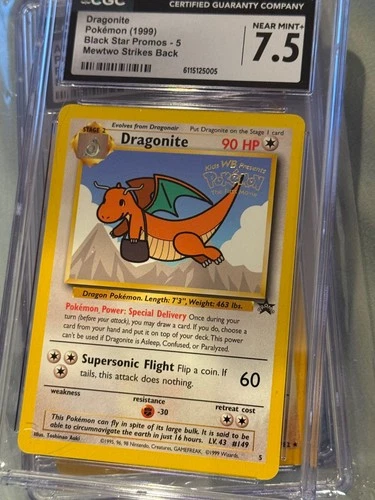 CGC
CERTIFIED GUARANTY COMPANY
Dragonite
Pokémon (1999)
Black Star Promos - 5
Mewtwo Strikes Back
6115125005
NEAR MINT+
7.5
STAGE 2
Evolves from Dragonair
Put Dragonite on the Stage 1 card
Dragonite
90 HP
Kids WB Presents
Pokémon
The First Movie
Dragon Pokémon. Length: 7'3", Weight: 463 lbs.
Pokémon Power: Special Delivery Once during your
turn (before your attack), you may draw a card. If you do, choose a
card from your hand and put it on top of your deck. This power
can't be used if Dragonite is Asleep, Confused, or Paralyzed.
Supersonic Flight Flip a coin. If
tails, this attack does nothing.
60
weakness
resistance
retreat cost
-30
This Pokémon can fly in spite of its large bulk. It is said to be
able to circumnavigate the earth in just 16 hours. LV. 43 #149
Illus. Toshinao Aoki
©1995, 96, 98 Nintendo, Creatures, GAMEFREAK. ©1999 Wizards.
5